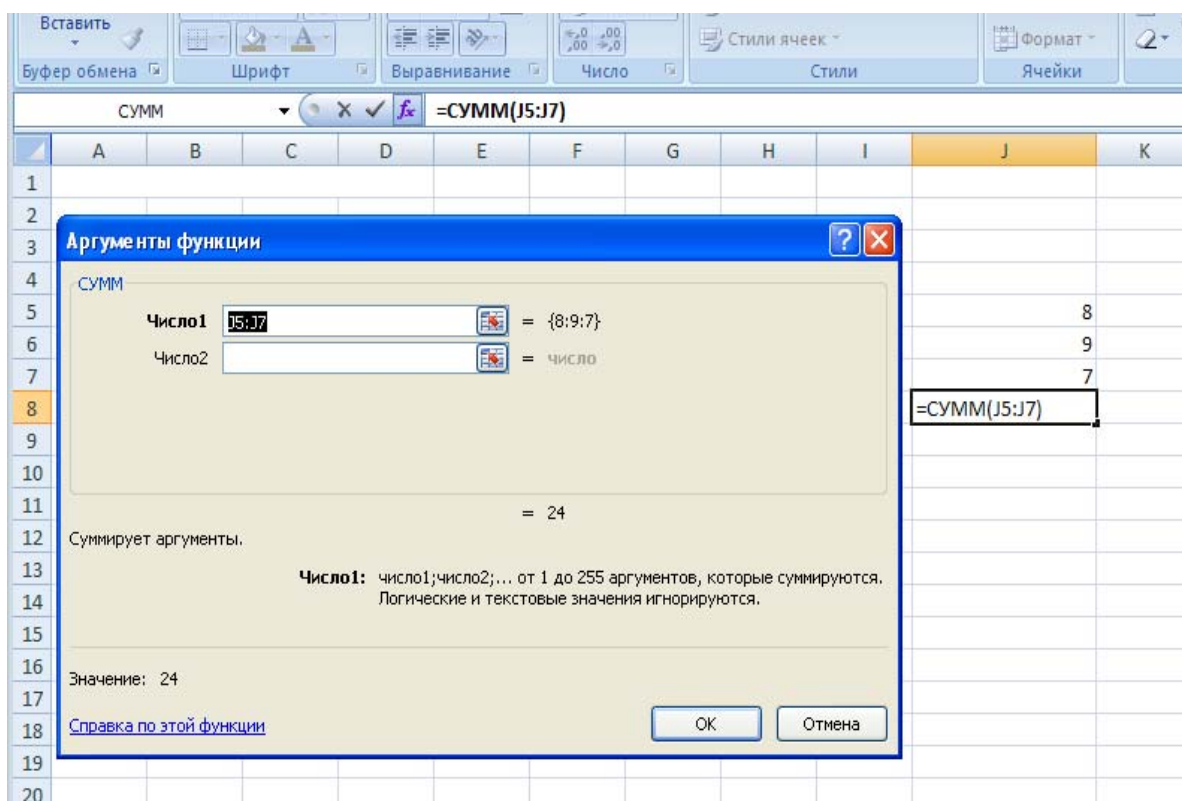 Вставить
Стили ячеек
Формат
Буфер обмена
Шрифт
Выравнивание
Число
Стили
Ячейки
СУММ
fx
=СУММ(J5:J7)
A B C D E F G H I J K
1
2
3
4
5
6
7
8
9
10
11
12
13
14
15
16
17
18
19
20
8
9
7
=СУММ(J5:J7)
Аргументы функции
СУММ
Число1 J5:J7 = {8:9:7}
Число2 = число
= 24
Суммирует аргументы.
Число1: число1;число2;... от 1 до 255 аргументов, которые суммируются.
Логические и текстовые значения игнорируются.
Значение: 24
Справка по этой функции
ОК
Отмена